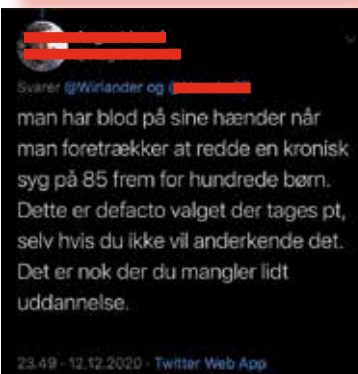 Svarer @Wirlander og
man har blod på sine hænder når
man foretrækker at redde en kronisk
syg på 85 frem for hundrede børn.
Dette er defacto valget der tages pt,
selv hvis du ikke vil anderkende det.
Det er nok der du mangler lidt
uddannelse.
23.49 - 12.12.2020 · Twitter Web App